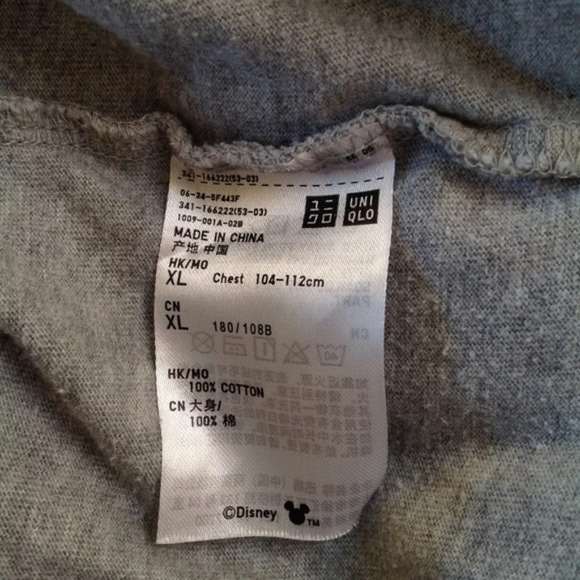 341-166222(53-03)
06-34-5F443F
341-166222(53-03)
1009-001A-02B
ユニクロ
UNIQLO
MADE IN CHINA
产地 中国
HK/MO
XL Chest 104-112cm
CN
XL 180/108B
HK/MO
100% COTTON
CN 大身/
100% 棉
©Disney TM